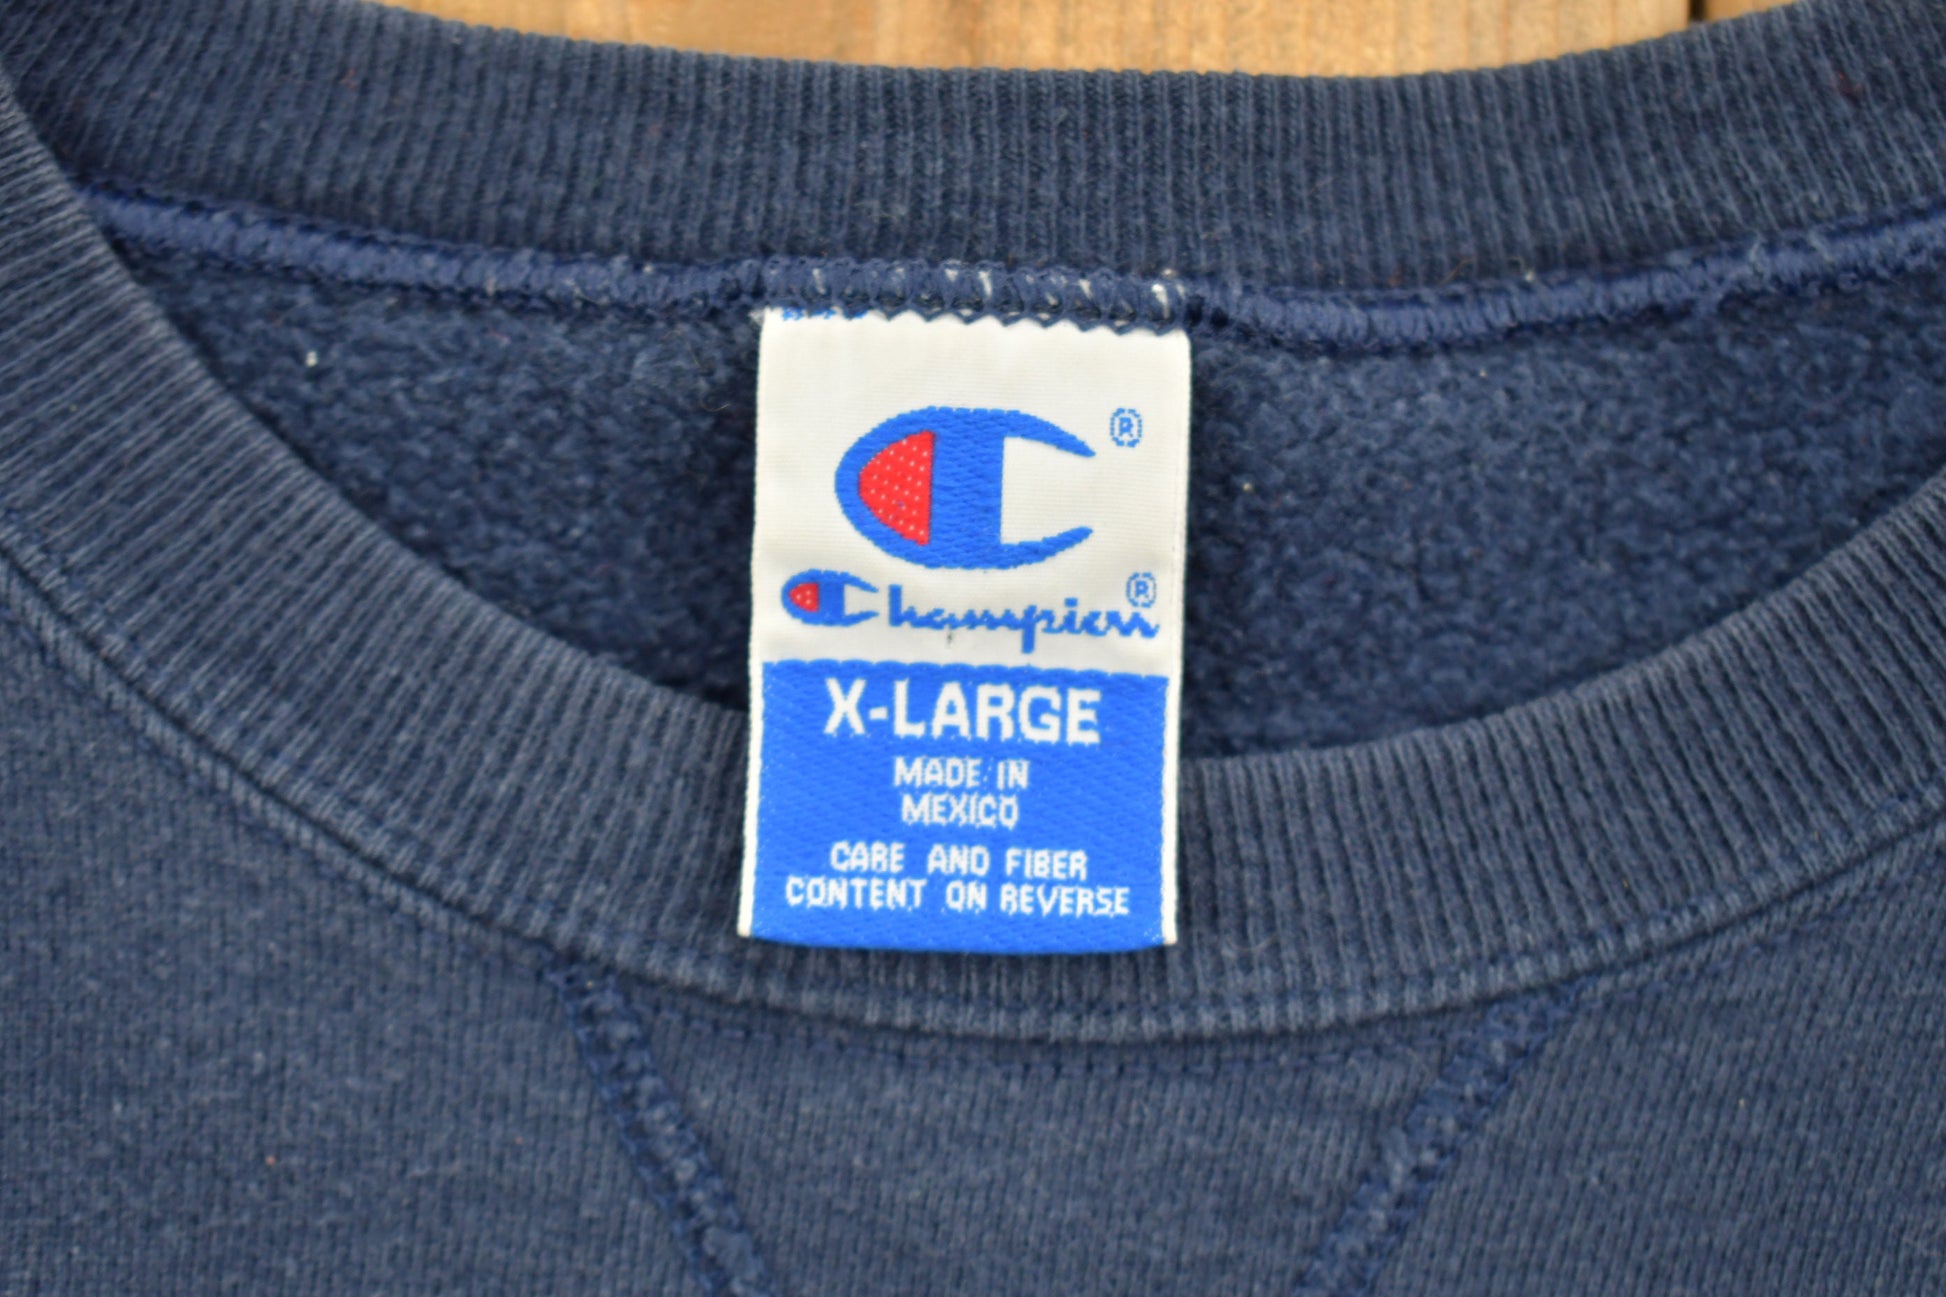 ®
Champion®
X-LARGE
MADE IN
MEXICO
CARE AND FIBER
CONTENT ON REVERSE